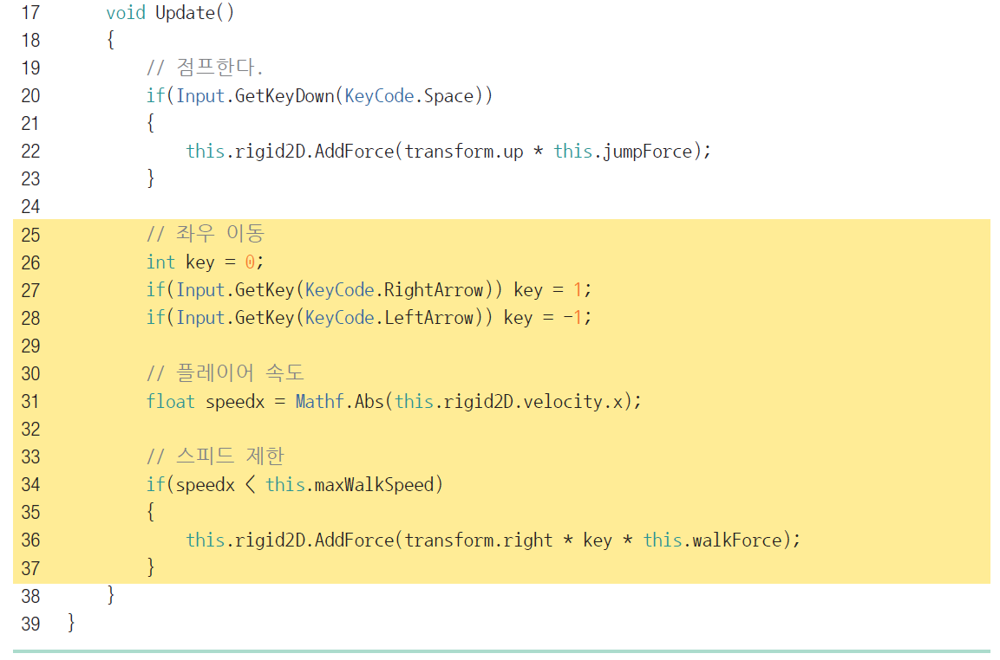 17 void Update()
18 {
19 // 점프한다.
20 if(Input.GetKeyDown(KeyCode.Space))
21 {
22 this.rigid2D.AddForce(transform.up * this.jumpForce);
23 }
24
25 // 좌우 이동
26 int key = 0;
27 if(Input.GetKey(KeyCode.RightArrow)) key = 1;
28 if(Input.GetKey(KeyCode.LeftArrow)) key = -1;
29
30 // 플레이어 속도
31 float speedx = Mathf.Abs(this.rigid2D.velocity.x);
32
33 // 스피드 제한
34 if(speedx < this.maxWalkSpeed)
35 {
36 this.rigid2D.AddForce(transform.right * key * this.walkForce);
37 }
38 }
39 }